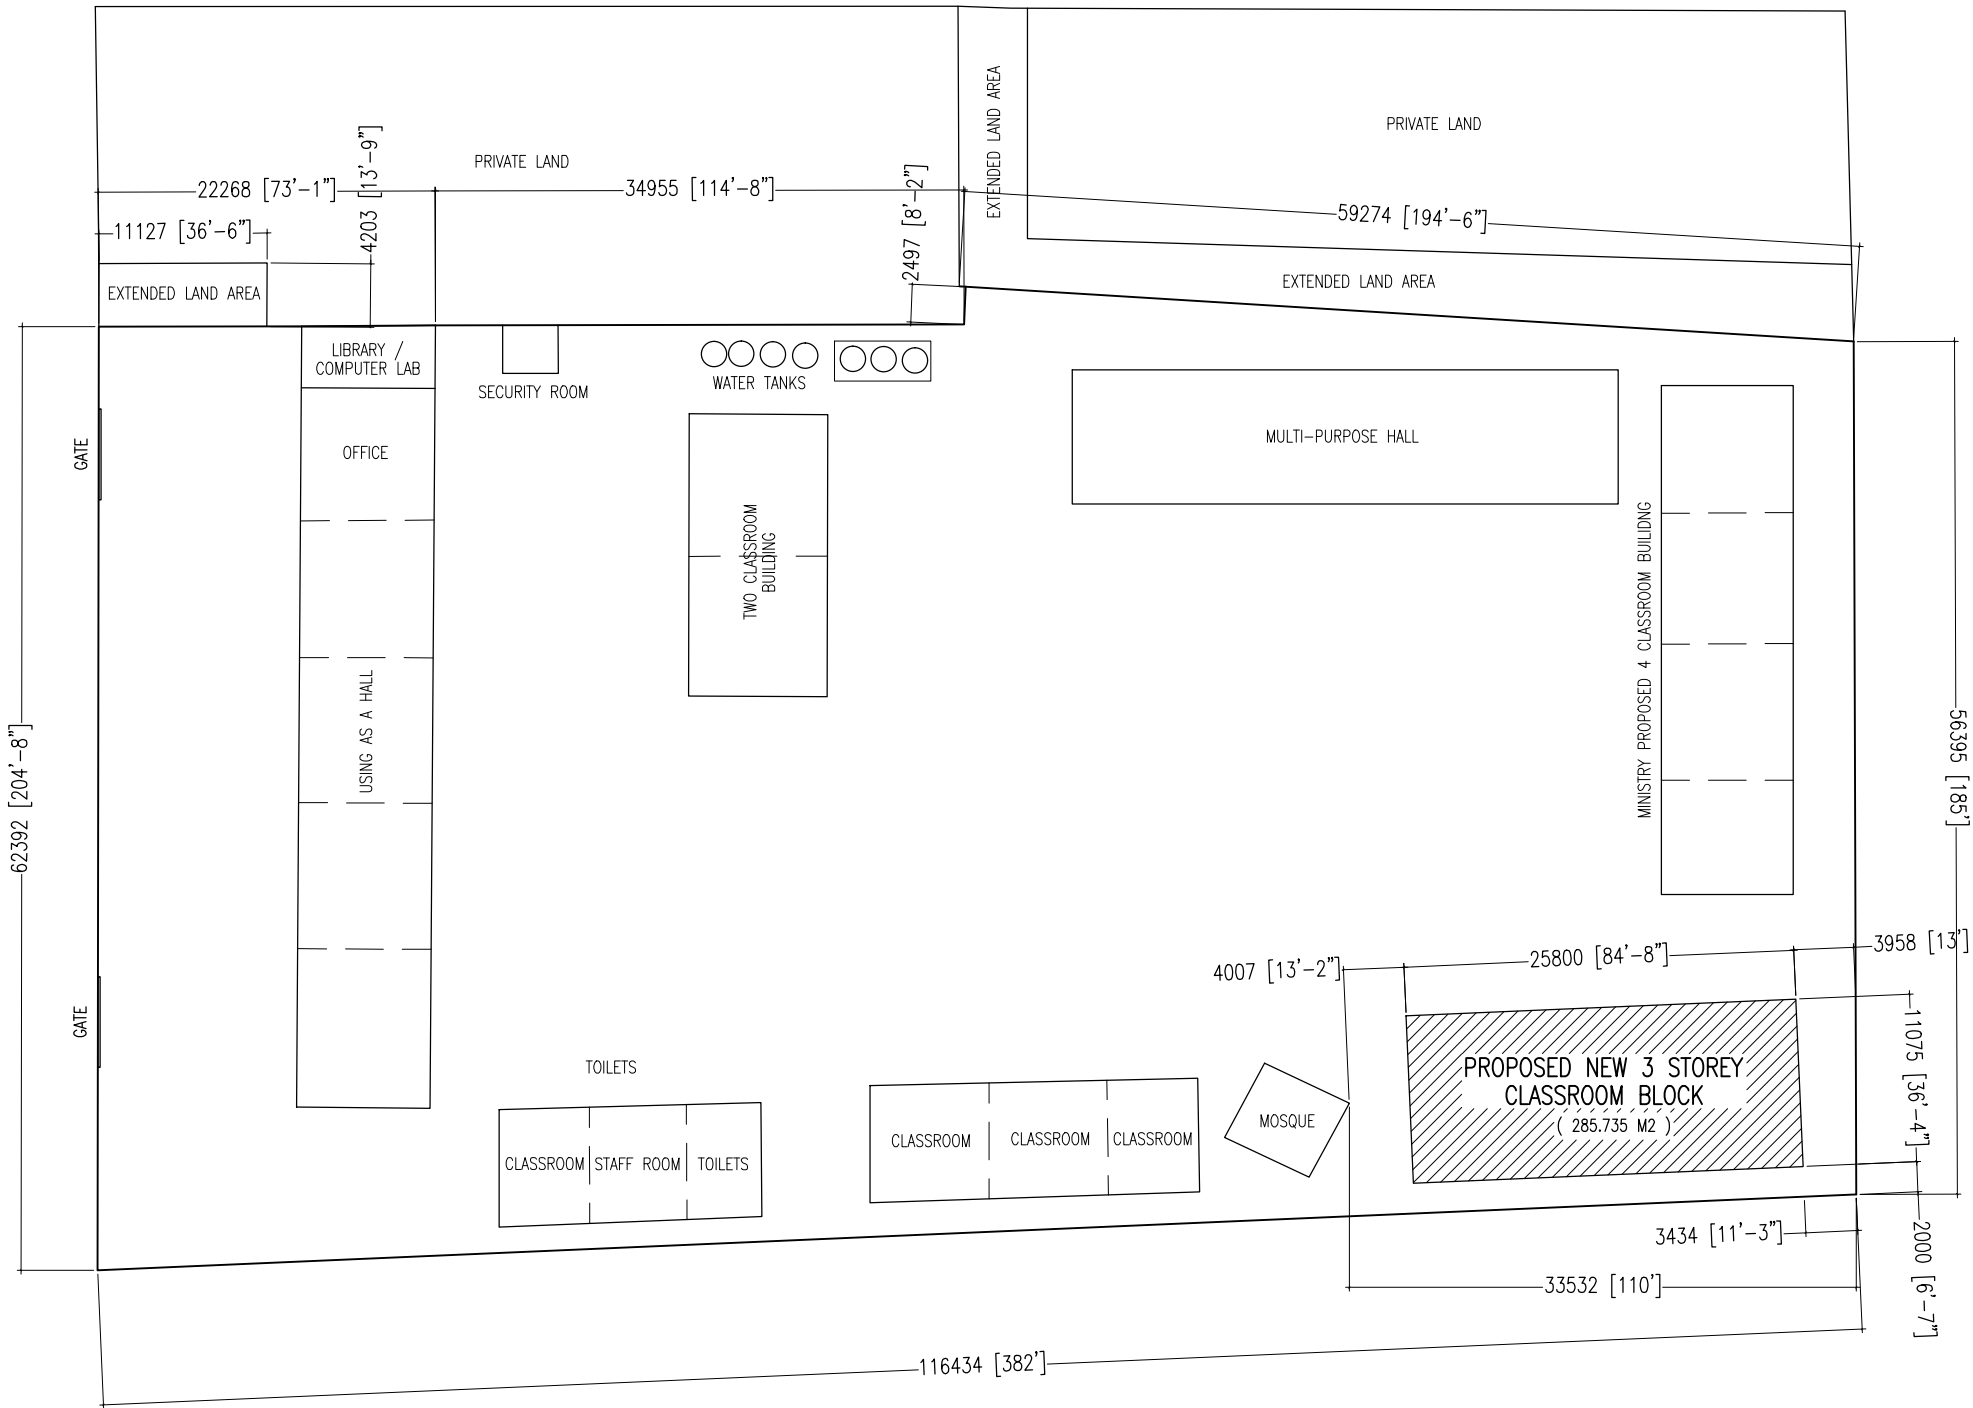 EXTENDED LAND AREA
PRIVATE LAND
PRIVATE LAND
22268 [73'-1"]
4203 [13'-9"]
34955 [114'-8"]
2497 [8'-2"]
59274 [194'-6"]
11127 [36'-6"]
EXTENDED LAND AREA
EXTENDED LAND AREA
LIBRARY /
COMPUTER LAB
SECURITY ROOM
WATER TANKS
GATE
OFFICE
MULTI-PURPOSE HALL
TWO CLASSROOM
BUILDING
MINISTRY PROPOSED 4 CLASSROOM BUILIDNG
USING AS A HALL
62392 [204'-8"]
56395 [185']
4007 [13'-2"]
25800 [84'-8"]
3958 [13']
GATE
TOILETS
11075 [36'-4"]
PROPOSED NEW 3 STOREY
CLASSROOM BLOCK
( 285.735 M2 )
MOSQUE
CLASSROOM
CLASSROOM
CLASSROOM
CLASSROOM
STAFF ROOM
TOILETS
3434 [11'-3"]
2000 [6'-7"]
33532 [110']
116434 [382']